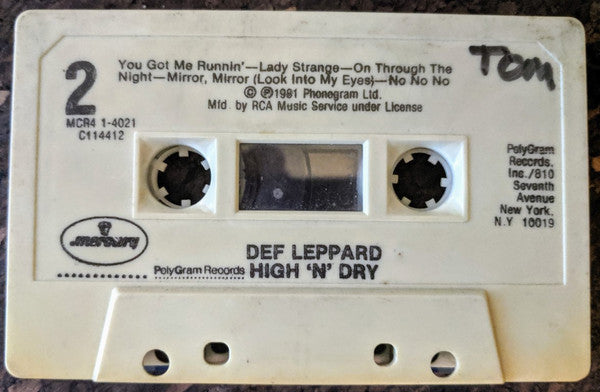 2
You Got Me Runnin'—Lady Strange—On Through The
Night—Mirror, Mirror (Look Into My Eyes)—No No No
© ℗1981 Phonogram Ltd.
Mfd. by RCA Music Service under License
Tom
MCR4 1-4021
C114412
PolyGram
Records.
Inc./810
Seventh
Avenue
New York.
N.Y 10019
mercury
PolyGram Records
DEF LEPPARD
HIGH 'N' DRY